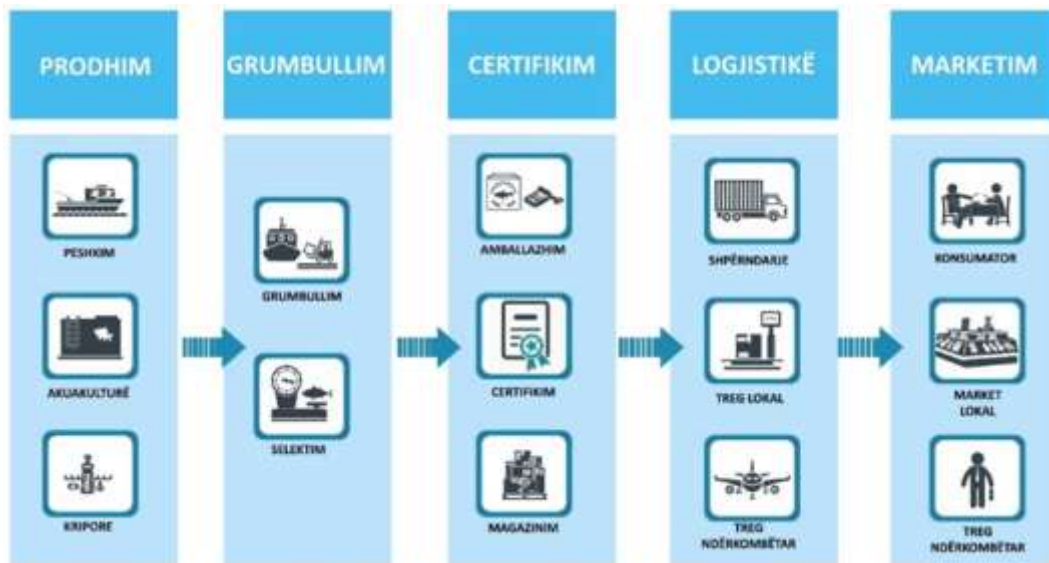 PRODHIM
GRUMBULLIM
CERTIFIKIM
LOGJISTIKË
MARKETIM
PESHKIM
AKUAKULTURË
KRIPORE
GRUMBULLIM
SELEKTIM
AMBALLAZHIM
CERTIFIKIM
MAGAZINIM
SHPËRNDARJE
TREG LOKAL
TREG
NDËRKOMBËTAR
KONSUMATOR
MARKET
LOKAL
TREG
NDËRKOMBËTAR